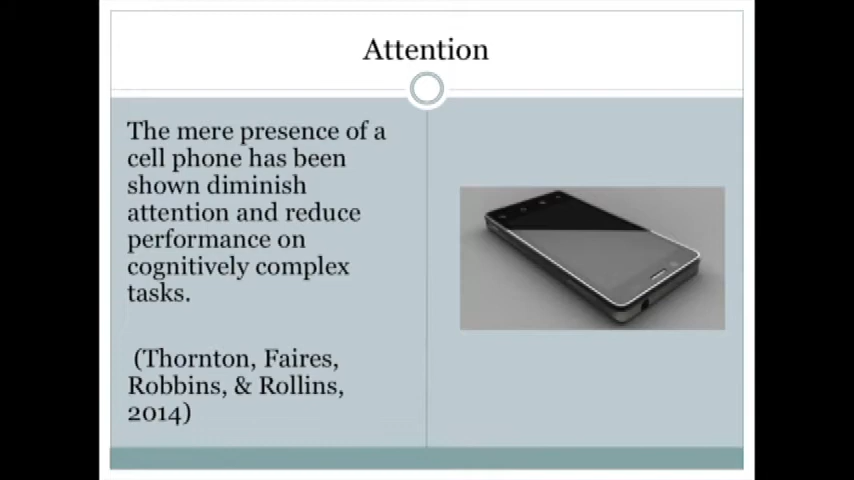 Attention
The mere presence of a
cell phone has been
shown diminish
attention and reduce
performance on
cognitively complex
tasks.
(Thornton, Faires,
Robbins, & Rollins,
2014)